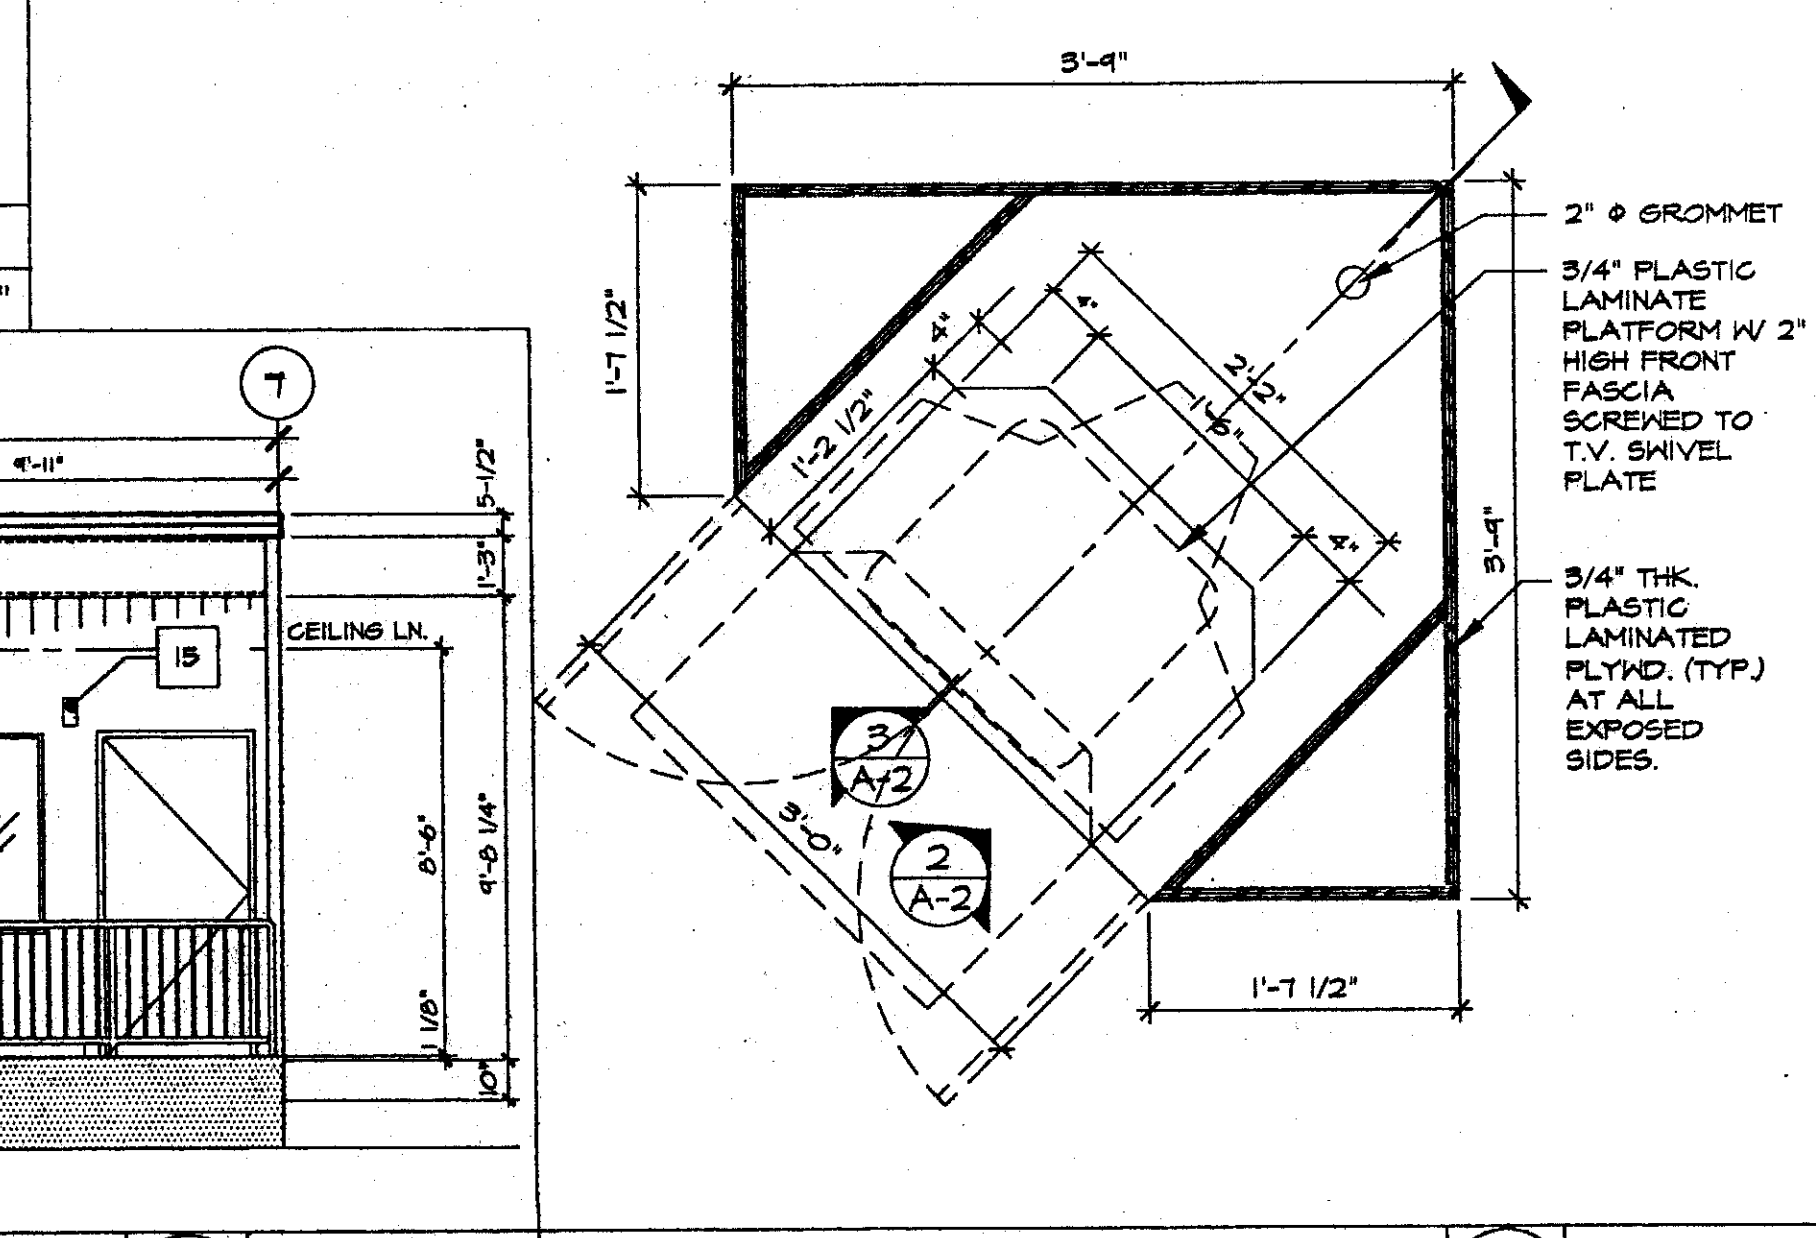 3'-9"
2" Φ GROMMET
3/4" PLASTIC
LAMINATE
PLATFORM W/ 2"
HIGH FRONT
FASCIA
SCREWED TO
T.V. SWIVEL
PLATE
3/4" THK.
PLASTIC
LAMINATED
PLYWD. (TYP.)
AT ALL
EXPOSED
SIDES.
1'-7 1/2"
4"
4"
2'-2"
1'-6"
1'-2 1/2"
4"
3'-9"
3
A-2
3'-0"
2
A-2
1'-7 1/2"
7
9'-11"
5-1/2"
1'-3"
CEILING LN.
15
8'-6"
9'-8 1/4"
1 1/8"
10"